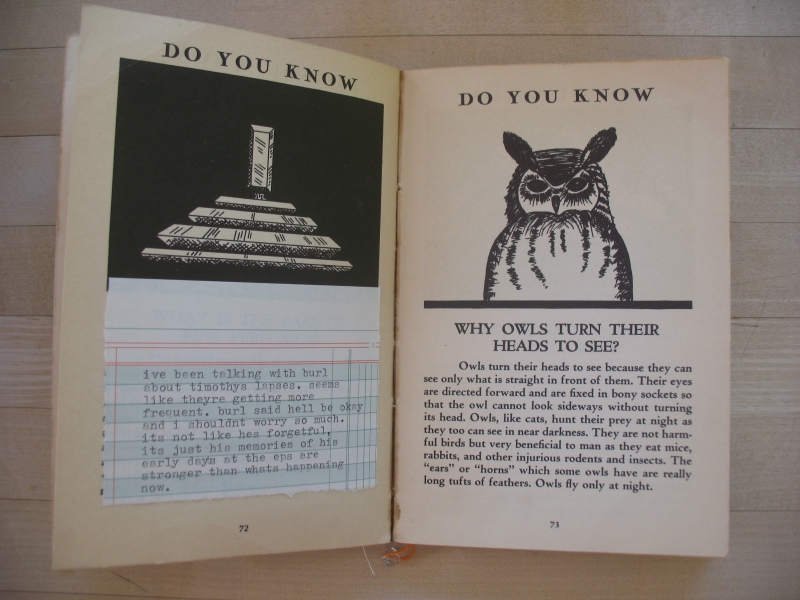 DO YOU KNOW
ive been talking with burl
about timothys lapses. seems
like theyre getting more
frequent. burl said hell be okay
and i shouldnt worry so much.
its not like hes forgetful,
its just his memories of his
early days at the eps are
stronger than whats happening
now.
72
DO YOU KNOW
WHY OWLS TURN THEIR
HEADS TO SEE?
Owls turn their heads to see because they can
see only what is straight in front of them. Their eyes
are directed forward and are fixed in bony sockets so
that the owl cannot look sideways without turning
its head. Owls, like cats, hunt their prey at night as
they too can see in near darkness. They are not harm-
ful birds but very beneficial to man as they eat mice,
rabbits, and other injurious rodents and insects. The
“ears” or “horns” which some owls have are really
long tufts of feathers. Owls fly only at night.
73